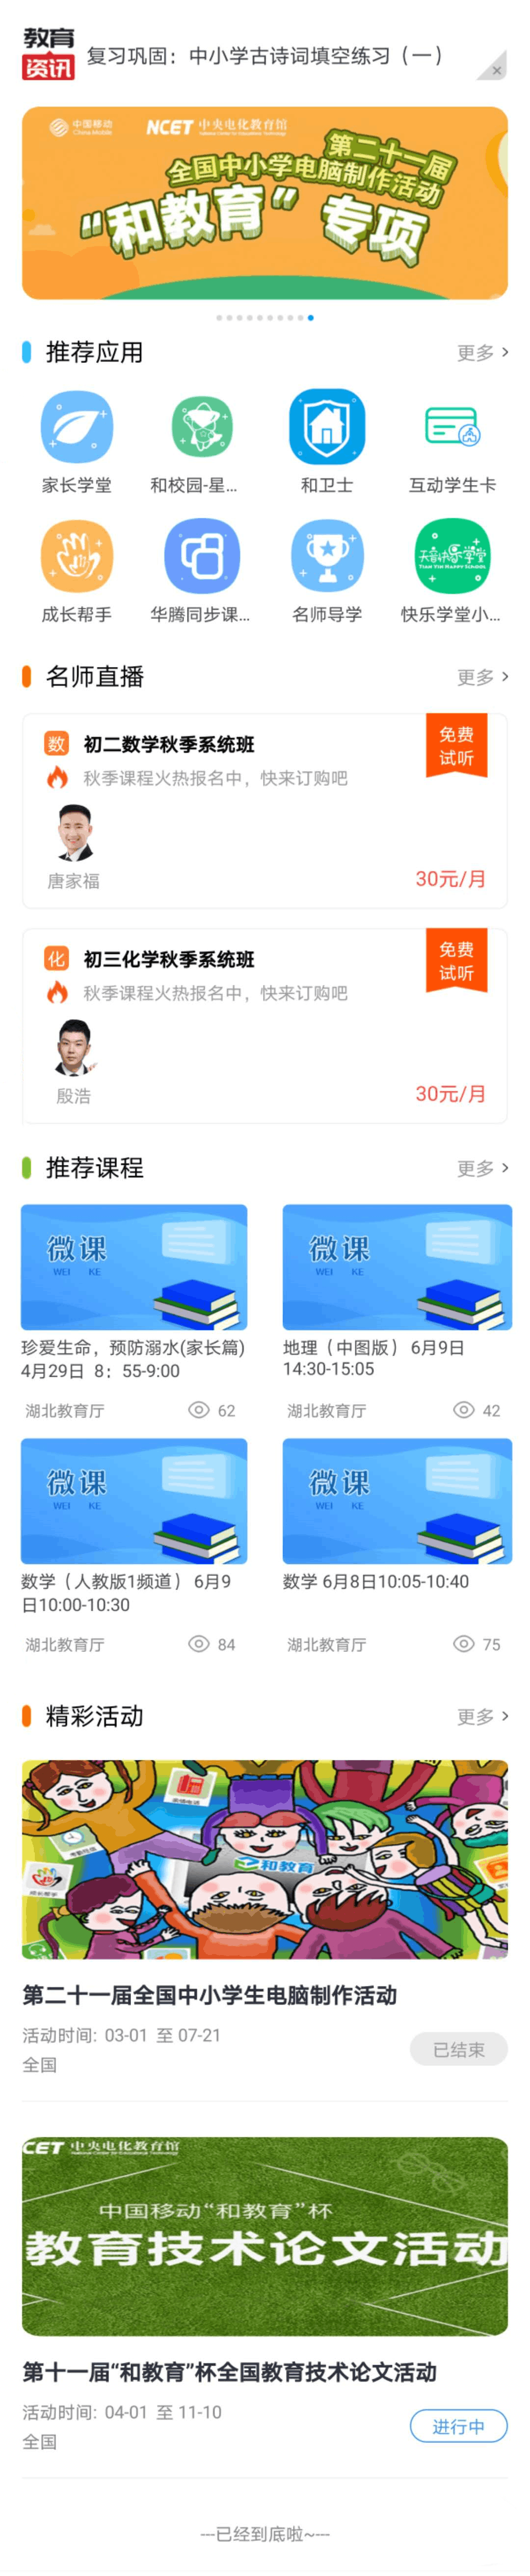 教育
资讯
复习巩固：中小学古诗词填空练习（一）
中国移动
China Mobile
NCET 中央电化教育馆
第二十一届
全国中小学电脑制作活动
“和教育”专项
推荐应用
更多
家长学堂
和校园-星...
和卫士
互动学生卡
天音快乐学堂
TIAN YIN HAPPY SCHOOL
成长帮手
华腾同步课...
名师导学
快乐学堂小...
名师直播
更多
数 初二数学秋季系统班
免费
试听
秋季课程火热报名中，快来订购吧
唐家福
30元/月
化 初三化学秋季系统班
免费
试听
秋季课程火热报名中，快来订购吧
殷浩
30元/月
推荐课程
更多
微课
WEI KE
微课
WEI KE
珍爱生命，预防溺水(家长篇)
4月29日 8：55-9:00
地理（中图版） 6月9日
14:30-15:05
湖北教育厅 62
湖北教育厅 42
微课
WEI KE
微课
WEI KE
数学（人教版1频道） 6月9
日10:00-10:30
数学 6月8日10:05-10:40
湖北教育厅 84
湖北教育厅 75
精彩活动
更多
和教育
成长帮手
第二十一届全国中小学生电脑制作活动
活动时间: 03-01 至 07-21
全国
已结束
CET 中央电化教育馆
中国移动“和教育”杯
教育技术论文活动
第十一届“和教育”杯全国教育技术论文活动
活动时间: 04-01 至 11-10
全国
进行中
---已经到底啦~---